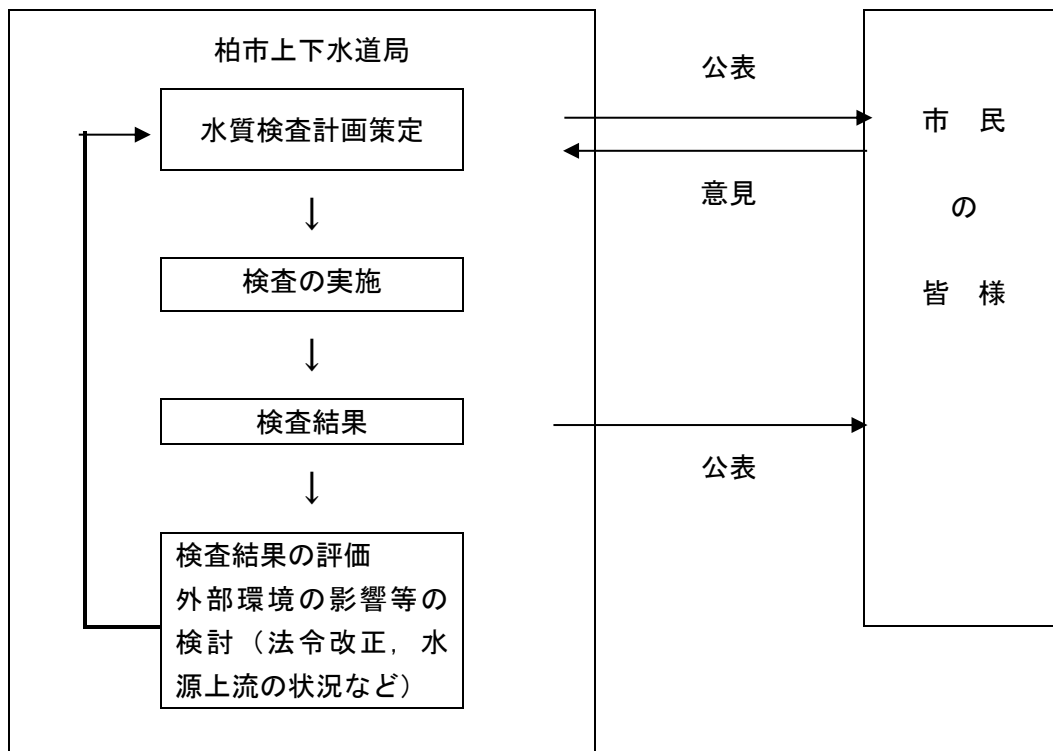 柏市上下水道局
水質検査計画策定
↓
検査の実施
↓
検査結果
↓
検査結果の評価
外部環境の影響等の
検討（法令改正，水
源上流の状況など）
公表
意見
公表
市 民
の
皆 様